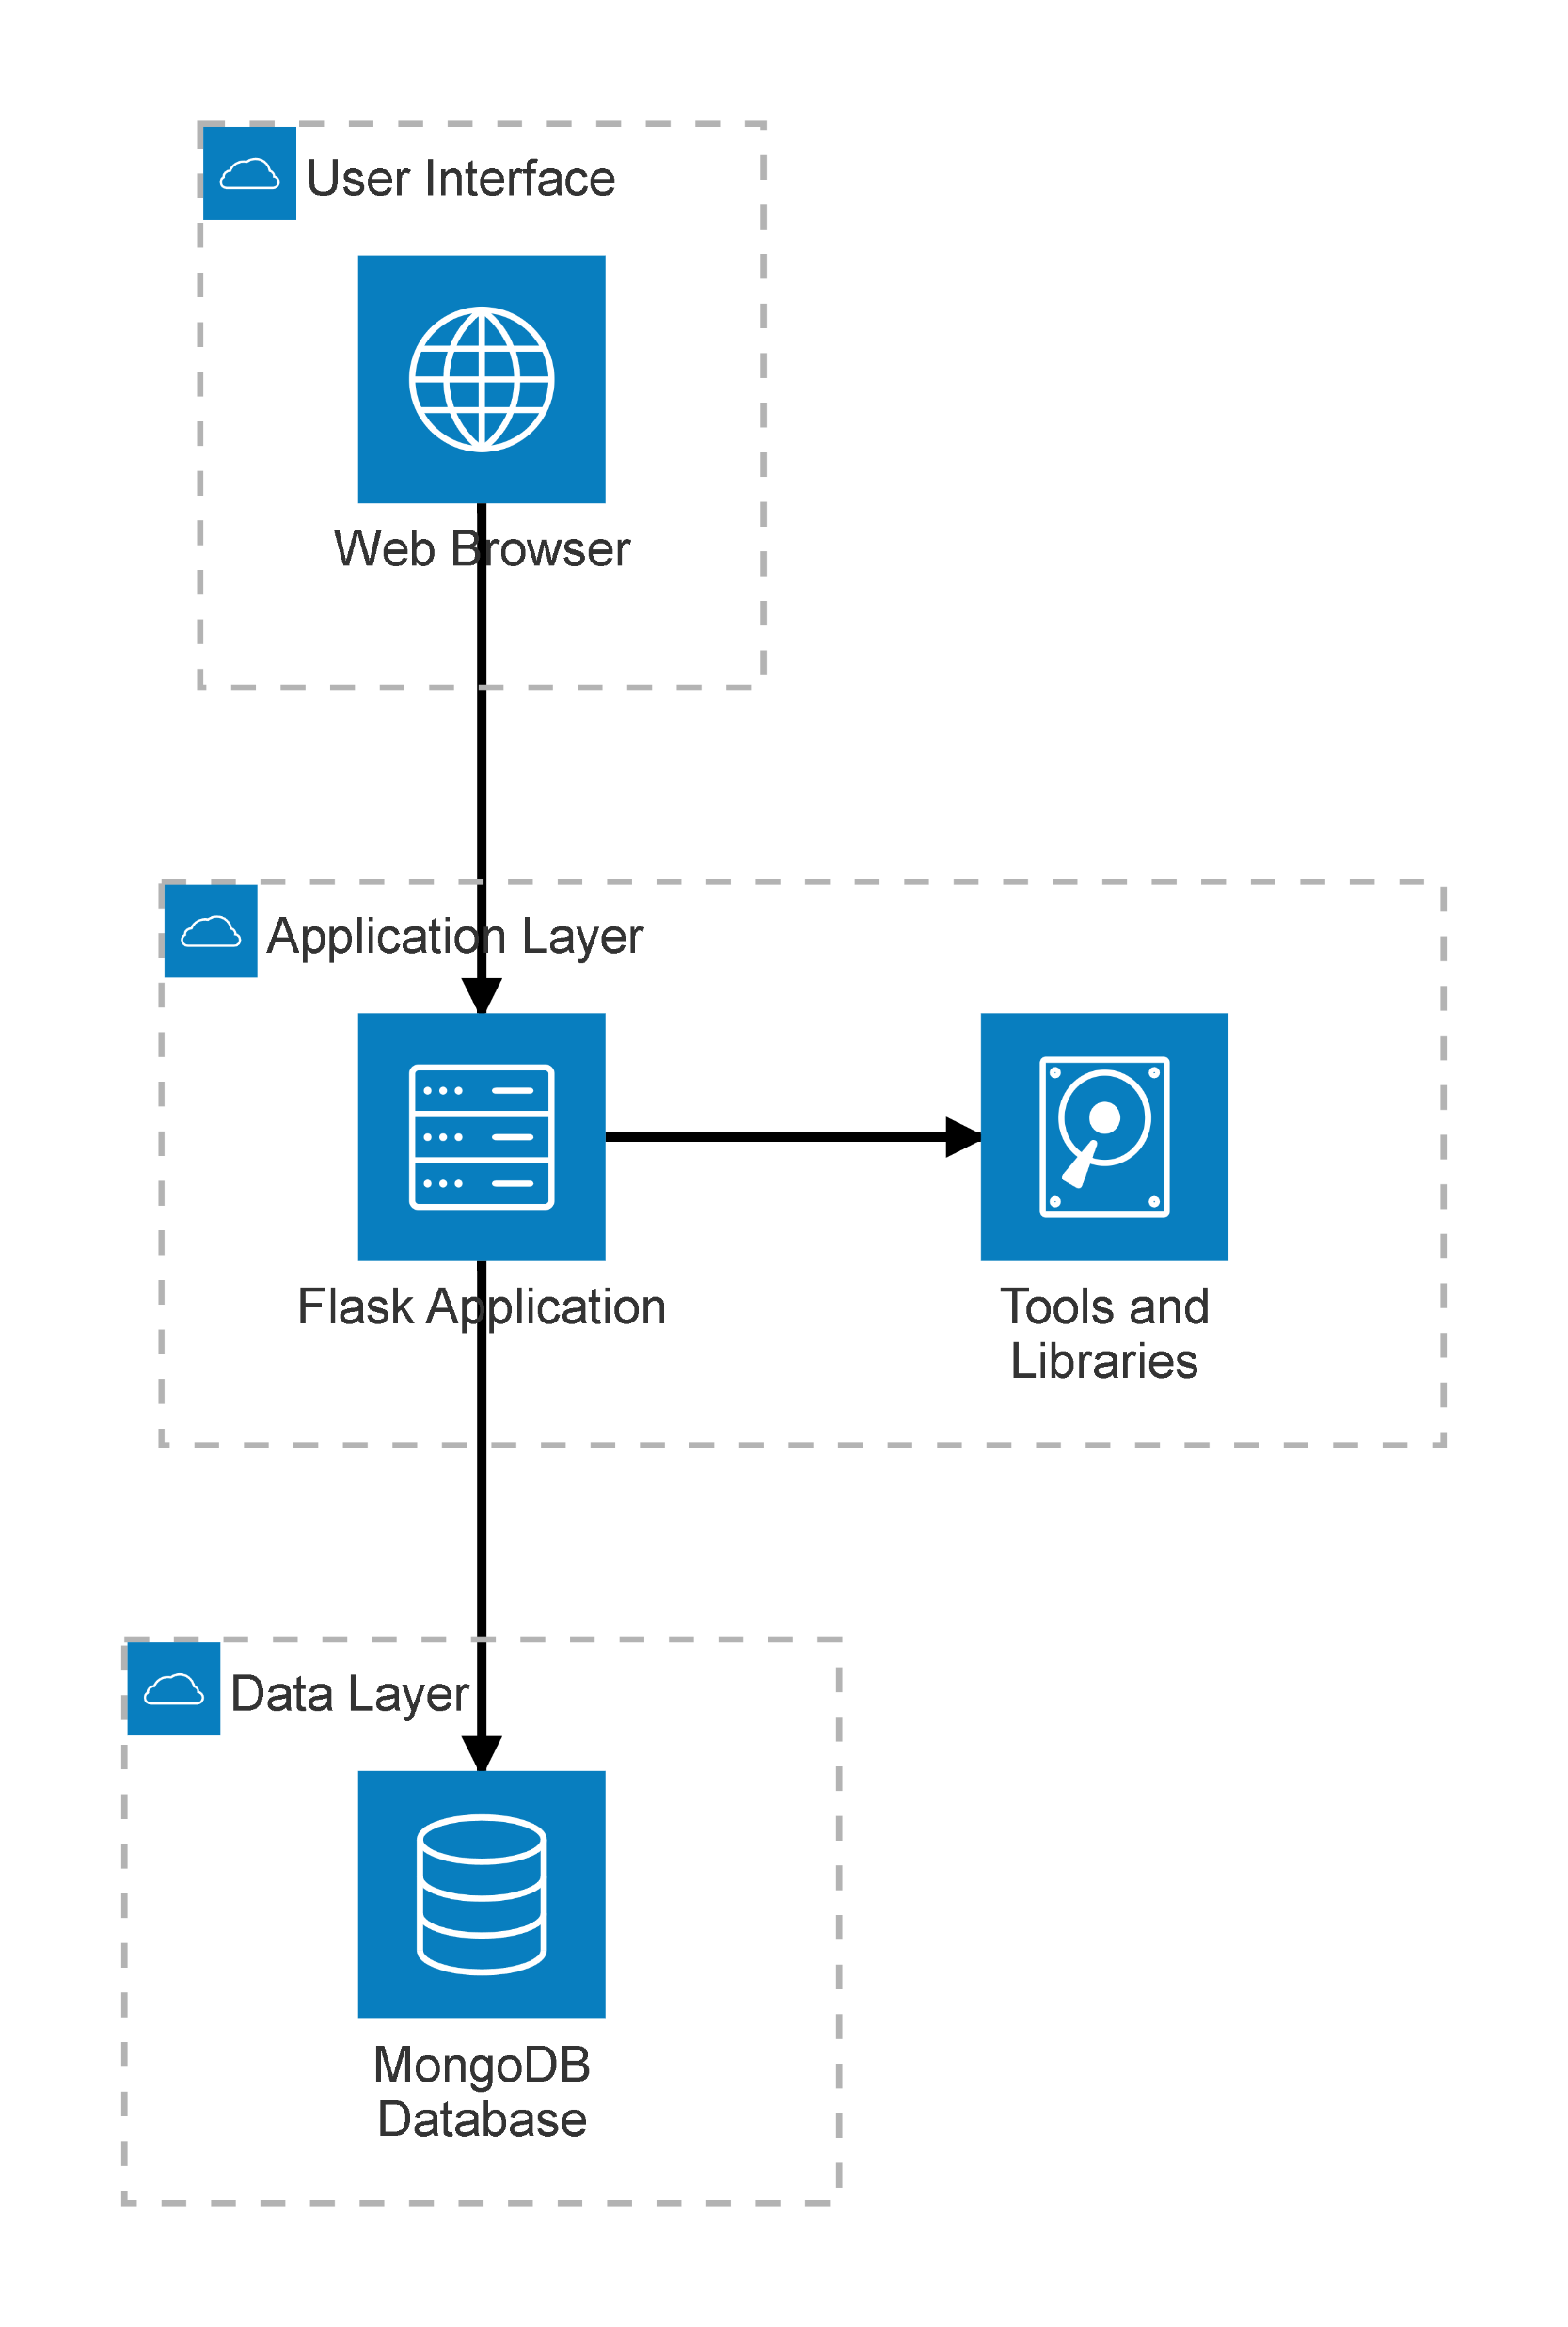 User Interface
Web Browser
Application Layer
Flask Application
Tools and
Libraries
Data Layer
MongoDB
Database